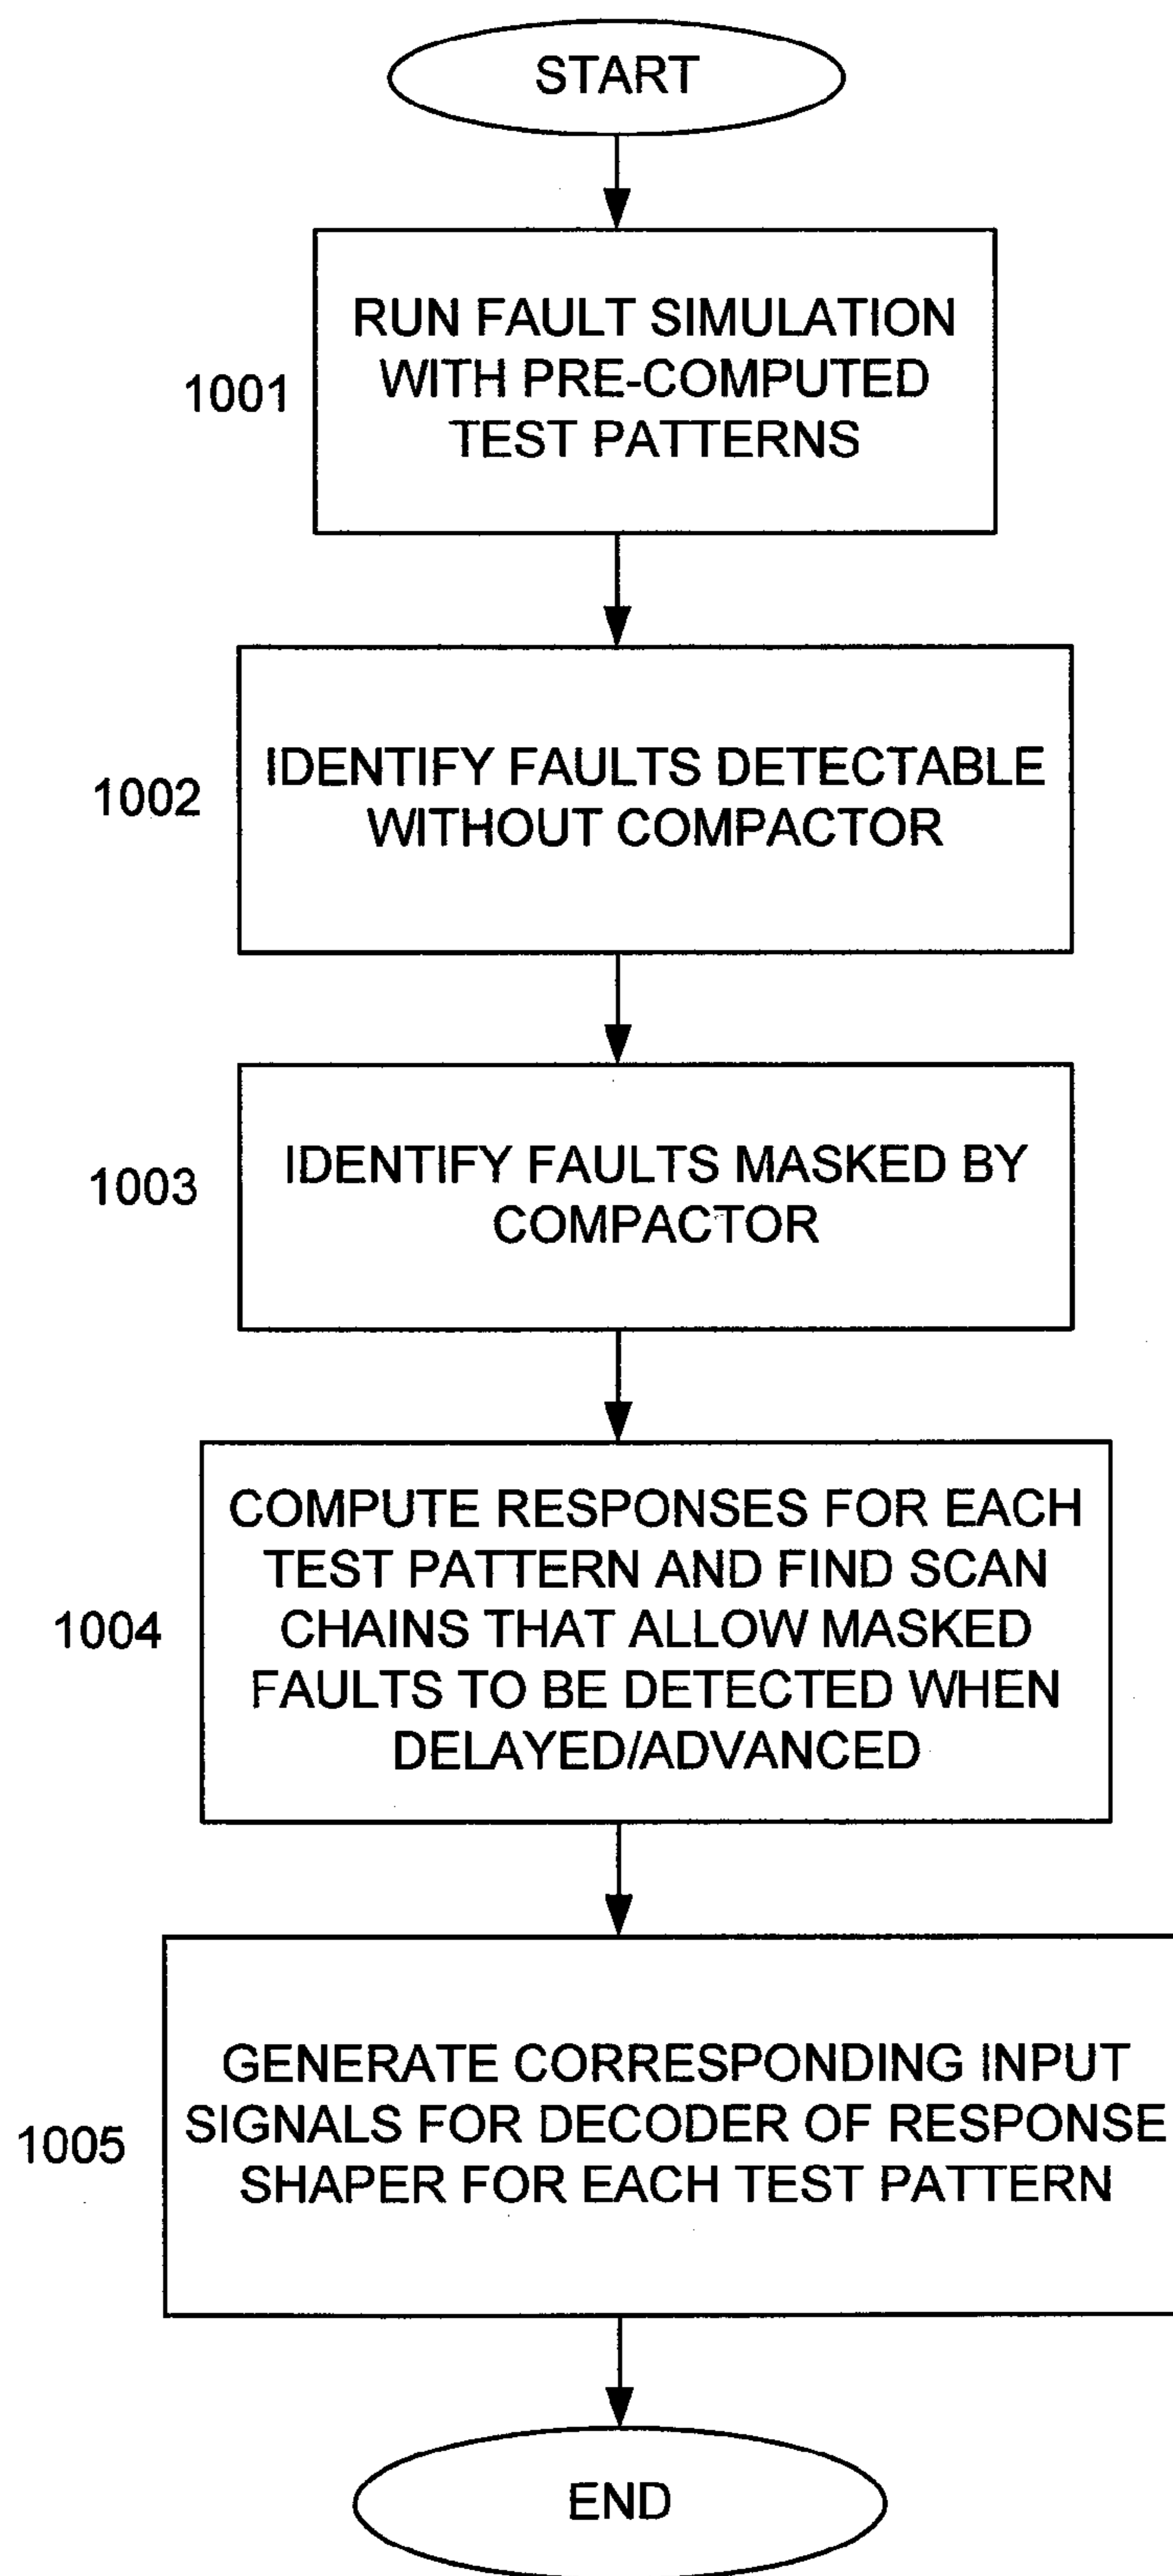 START
RUN FAULT SIMULATION
WITH PRE-COMPUTED
TEST PATTERNS
1001
IDENTIFY FAULTS DETECTABLE
WITHOUT COMPACTOR
1002
IDENTIFY FAULTS MASKED BY
COMPACTOR
1003
COMPUTE RESPONSES FOR EACH
TEST PATTERN AND FIND SCAN
CHAINS THAT ALLOW MASKED
FAULTS TO BE DETECTED WHEN
DELAYED/ADVANCED
1004
GENERATE CORRESPONDING INPUT
SIGNALS FOR DECODER OF RESPONSE
SHAPER FOR EACH TEST PATTERN
1005
END